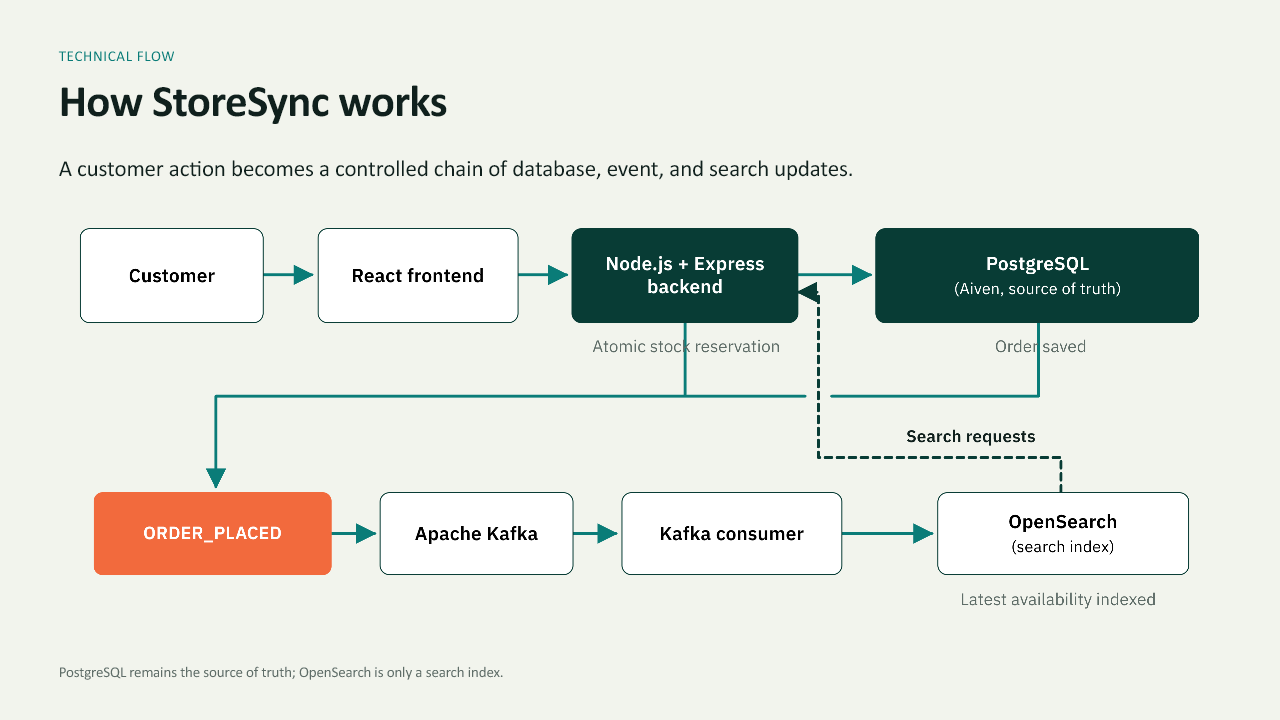 TECHNICAL FLOW
How StoreSync works
A customer action becomes a controlled chain of database, event, and search updates.
Customer
React frontend
Node.js + Express
backend
PostgreSQL
(Aiven, source of truth)
Atomic stock reservation
Order saved
Search requests
ORDER_PLACED
Apache Kafka
Kafka consumer
OpenSearch
(search index)
Latest availability indexed
PostgreSQL remains the source of truth; OpenSearch is only a search index.